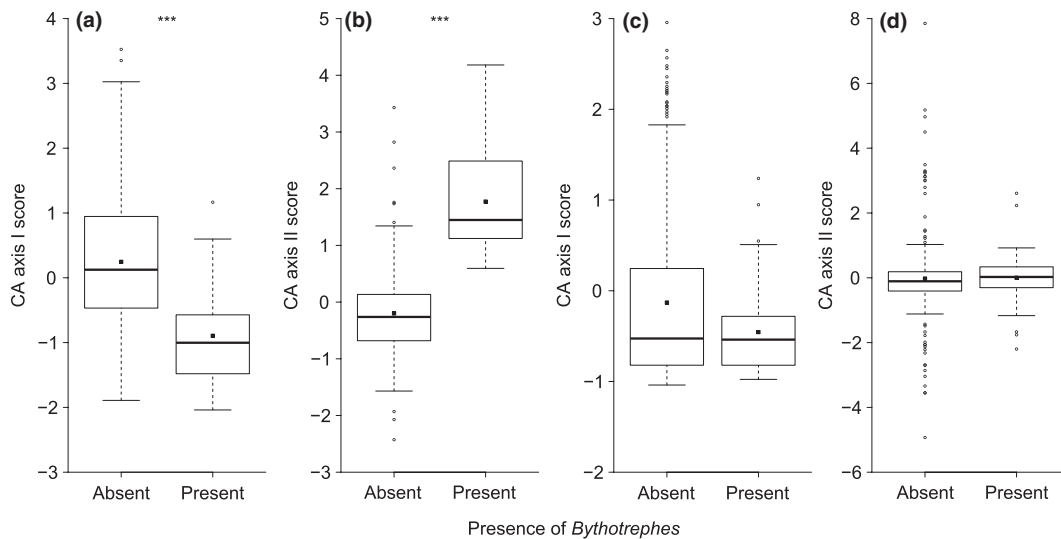 (a)
***
4
3
2
1
0
−1
−2
−3
CA axis I score
Absent
Present
(b)
***
5
4
3
2
1
0
−1
−2
−3
CA axis II score
Absent
Present
(c)
3
2
1
0
−1
−2
CA axis I score
Absent
Present
(d)
8
6
4
2
0
−2
−4
−6
CA axis II score
Absent
Present
Presence of Bythotrephes